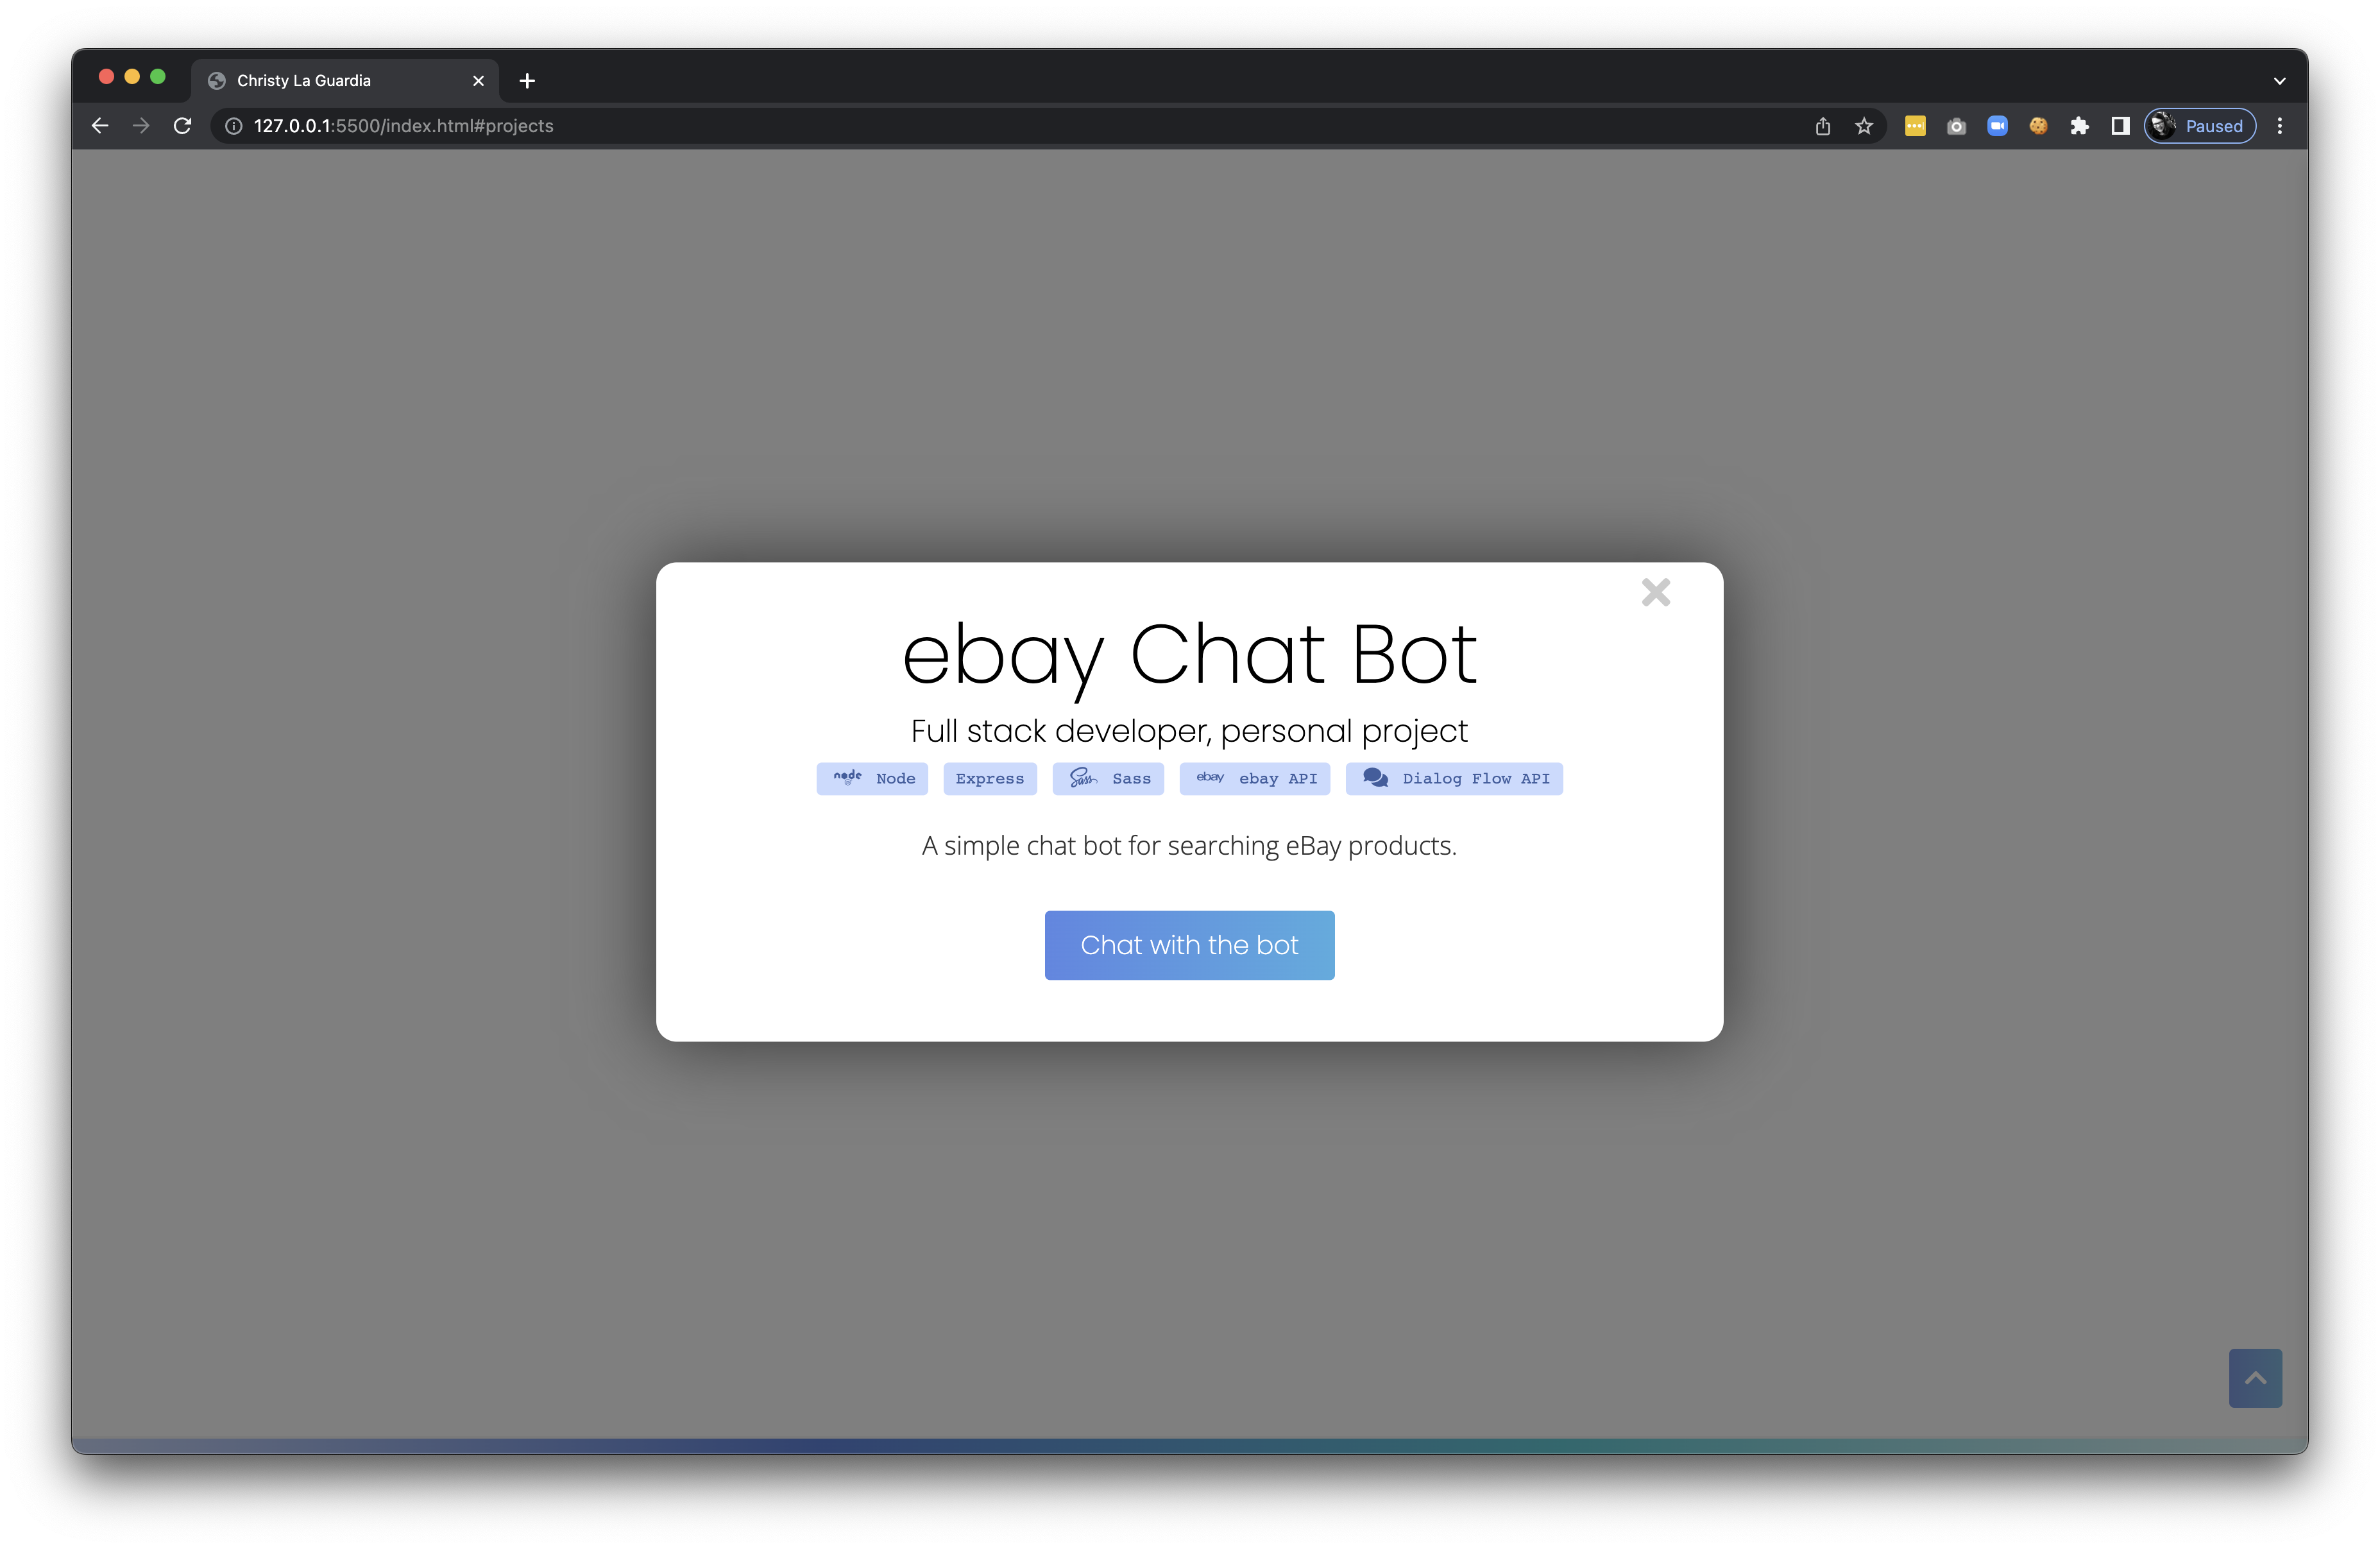 Christy La Guardia
127.0.0.1:5500/index.html#projects
Paused
ebay Chat Bot
Full stack developer, personal project
node Node Express Sass Sass ebay ebay API Dialog Flow API
A simple chat bot for searching eBay products.
Chat with the bot